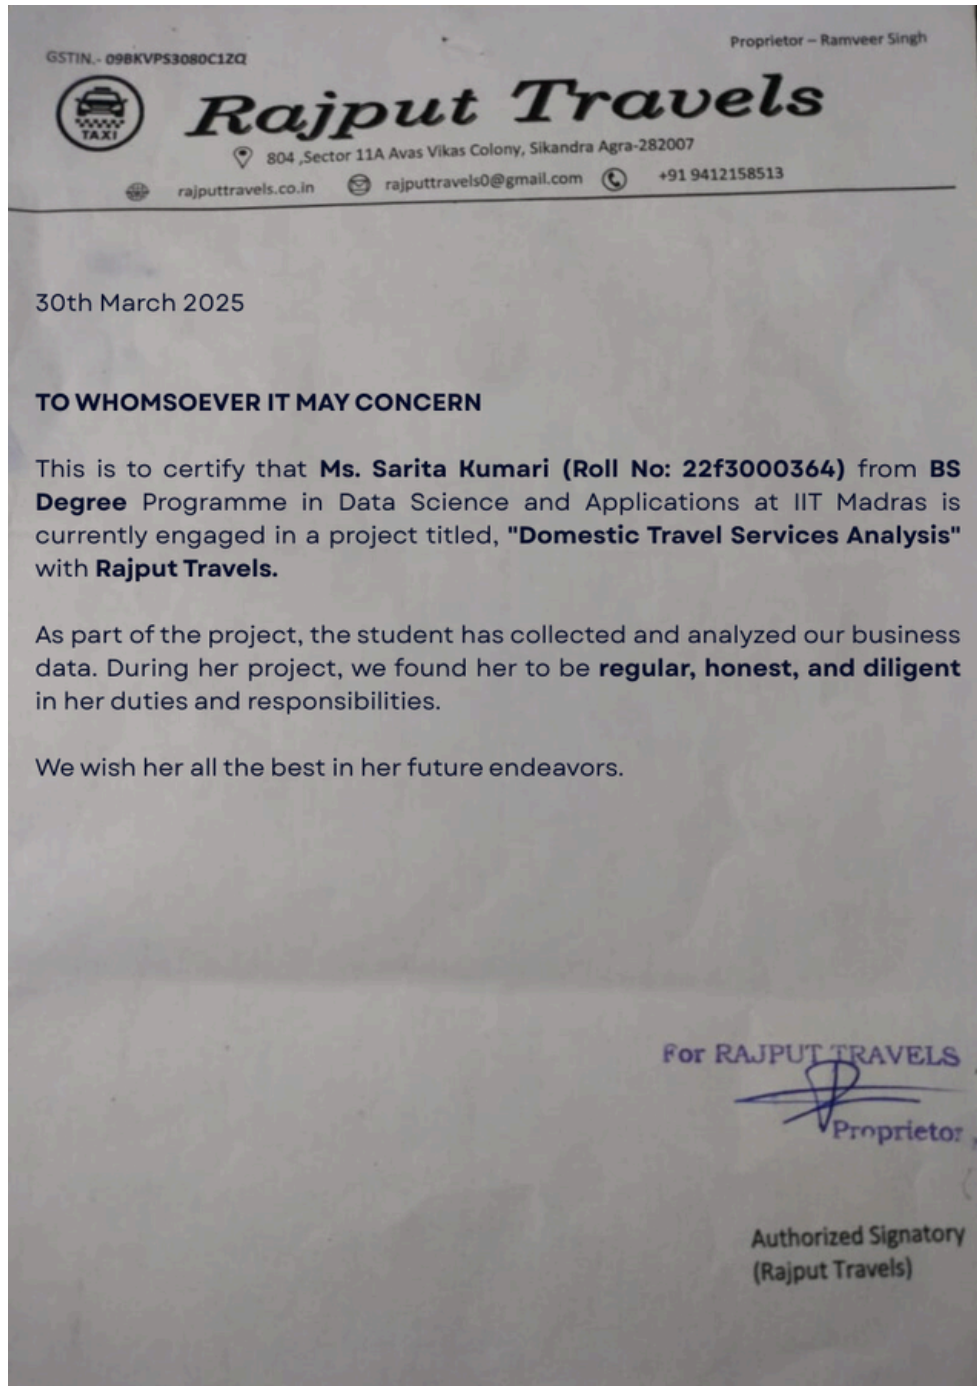 Proprietor – Ramveer Singh
GSTIN.- 09BKVPS3080C1ZQ
TAXI
Rajput Travels
804 ,Sector 11A Avas Vikas Colony, Sikandra Agra-282007
rajputtravels.co.in rajputtravels0@gmail.com +91 9412158513
30th March 2025
TO WHOMSOEVER IT MAY CONCERN
This is to certify that Ms. Sarita Kumari (Roll No: 22f3000364) from BS
Degree Programme in Data Science and Applications at IIT Madras is
currently engaged in a project titled, "Domestic Travel Services Analysis"
with Rajput Travels.
As part of the project, the student has collected and analyzed our business
data. During her project, we found her to be regular, honest, and diligent
in her duties and responsibilities.
We wish her all the best in her future endeavors.
For RAJPUT TRAVELS
Proprietor
Authorized Signatory
(Rajput Travels)